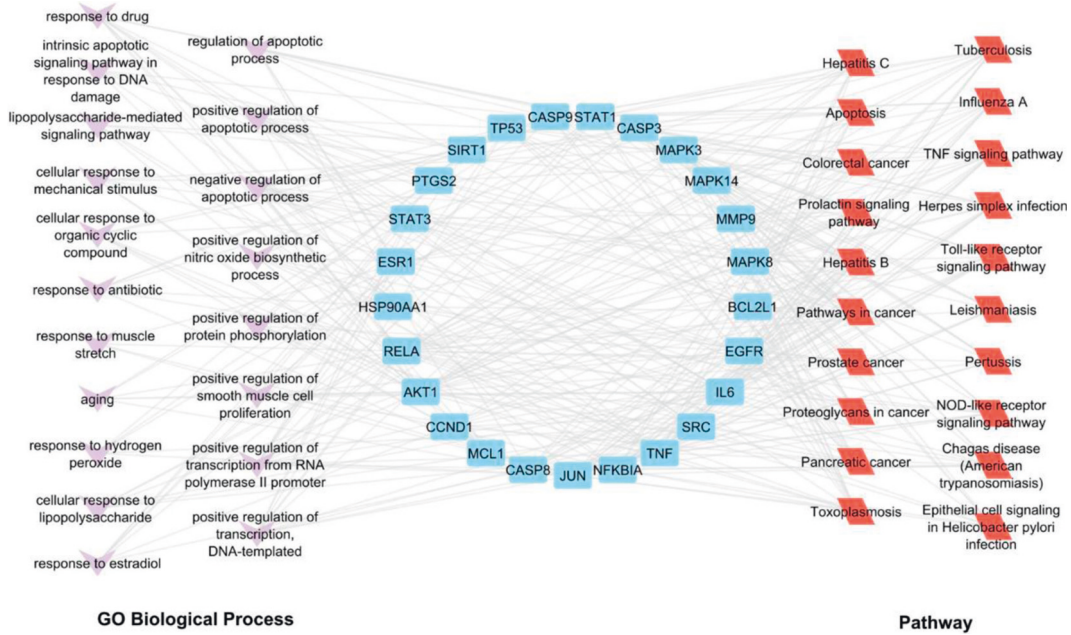 response to drug
intrinsic apoptotic
signaling pathway in
response to DNA
damage
lipopolysaccharide-mediated
signaling pathway
cellular response to
mechanical stimulus
cellular response to
organic cyclic
compound
response to antibiotic
response to muscle
stretch
aging
response to hydrogen
peroxide
cellular response to
lipopolysaccharide
response to estradiol
regulation of apoptotic
process
positive regulation of
apoptotic process
negative regulation of
apoptotic process
positive regulation of
nitric oxide biosynthetic
process
positive regulation of
protein phosphorylation
positive regulation of
smooth muscle cell
proliferation
positive regulation of
transcription from RNA
polymerase II promoter
positive regulation of
transcription,
DNA-templated
CASP9
STAT1
CASP3
MAPK3
MAPK14
MMP9
MAPK8
BCL2L1
EGFR
IL6
SRC
TNF
NFKBIA
JUN
CASP8
MCL1
CCND1
AKT1
RELA
HSP90AA1
ESR1
STAT3
PTGS2
SIRT1
TP53
Hepatitis C
Apoptosis
Colorectal cancer
Prolactin signaling
pathway
Hepatitis B
Pathways in cancer
Prostate cancer
Proteoglycans in cancer
Pancreatic cancer
Toxoplasmosis
Tuberculosis
Influenza A
TNF signaling pathway
Herpes simplex infection
Toll-like receptor
signaling pathway
Leishmaniasis
Pertussis
NOD-like receptor
signaling pathway
Chagas disease
(American
trypanosomiasis)
Epithelial cell signaling
in Helicobacter pylori
infection
GO Biological Process
Pathway